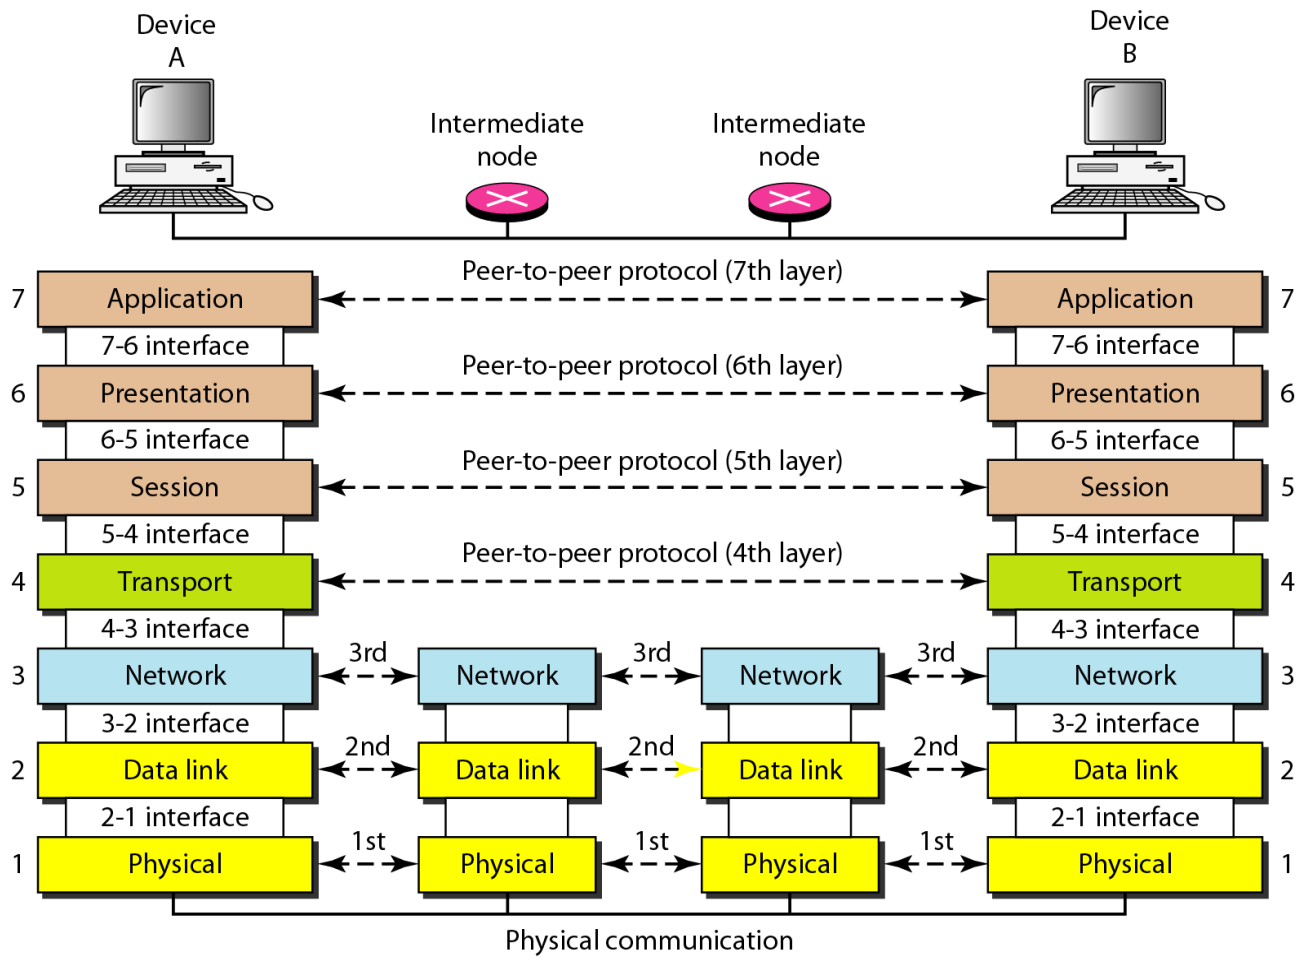 Device
A
Device
B
Intermediate
node
Intermediate
node
Peer-to-peer protocol (7th layer)
7 Application Application 7
7-6 interface 7-6 interface
Peer-to-peer protocol (6th layer)
6 Presentation Presentation 6
6-5 interface 6-5 interface
Peer-to-peer protocol (5th layer)
5 Session Session 5
5-4 interface 5-4 interface
Peer-to-peer protocol (4th layer)
4 Transport Transport 4
4-3 interface 4-3 interface
3rd 3rd 3rd
3 Network Network Network Network 3
3-2 interface 3-2 interface
2nd 2nd 2nd
2 Data link Data link Data link Data link 2
2-1 interface 2-1 interface
1st 1st 1st
1 Physical Physical Physical Physical 1
Physical communication